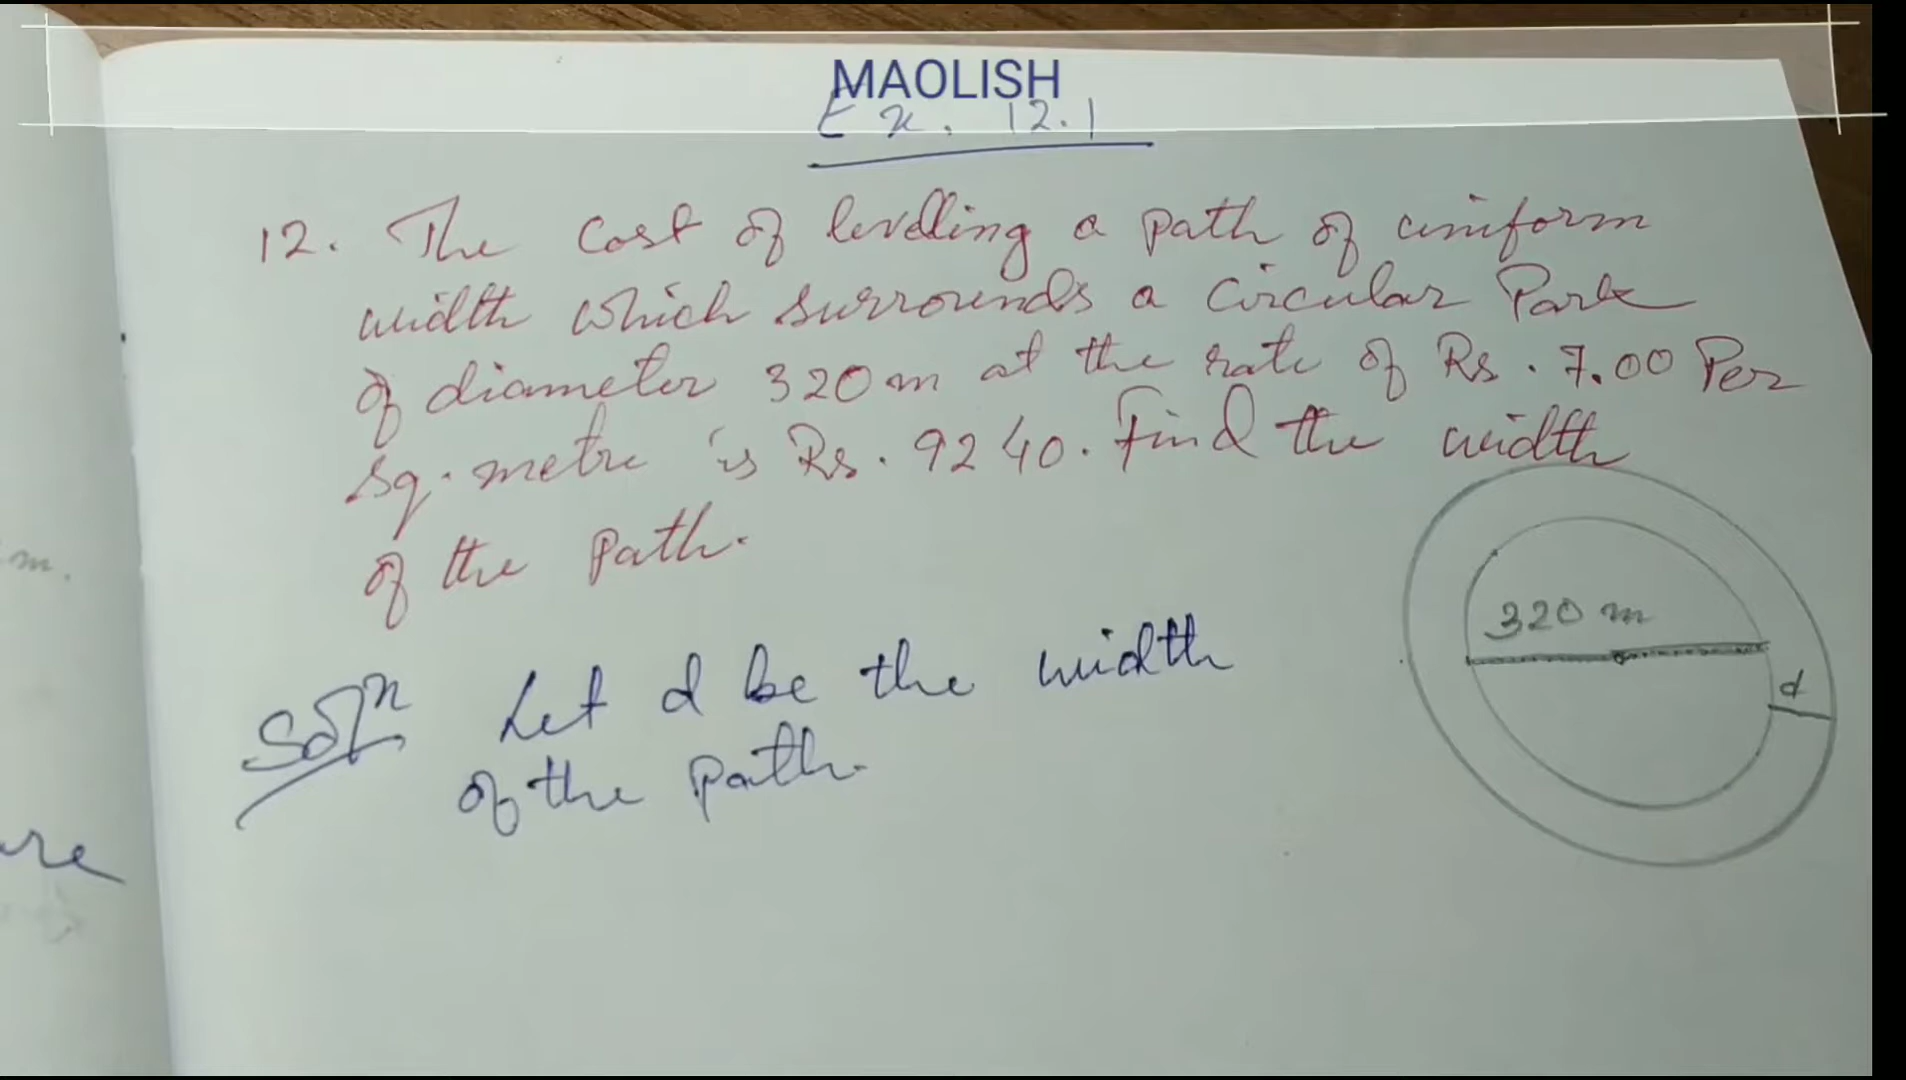 MAOLISH
Ex. 12.1
12. The cost of levelling a path of uniform
width which surrounds a circular Park
of diameter 320m at the rate of Rs. 7.00 Per
sq. metre is Rs. 9240. Find the width
of the path.
320 m
d
Sol^n Let d be the width
of the path.
m.